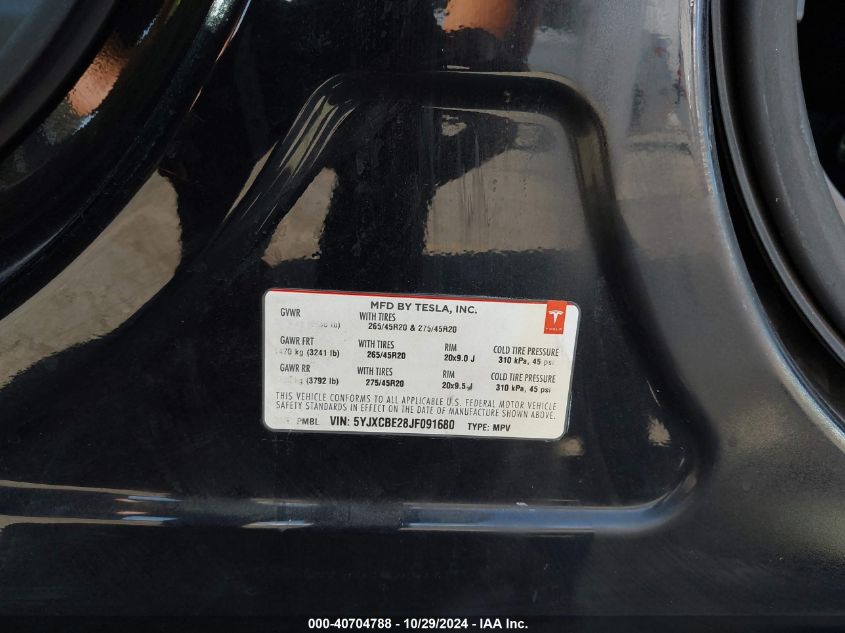 MFD BY TESLA, INC.
GVWR WITH TIRES
lb) 265/45R20 & 275/45R20
TESLA
GAWR FRT WITH TIRES RIM COLD TIRE PRESSURE
kg (3241 lb) 265/45R20 20x9.0 J 310 kPa, 45 psi
GAWR RR WITH TIRES RIM COLD TIRE PRESSURE
kg (3792 lb) 275/45R20 20x9.5 J 310 kPa, 45 psi
THIS VEHICLE CONFORMS TO ALL APPLICABLE U.S. FEDERAL MOTOR VEHICLE
SAFETY STANDARDS IN EFFECT ON THE DATE OF MANUFACTURE SHOWN ABOVE.
PMBL VIN: 5YJXCBE28JF091680 TYPE: MPV
000-40704788 - 10/29/2024 - IAA Inc.